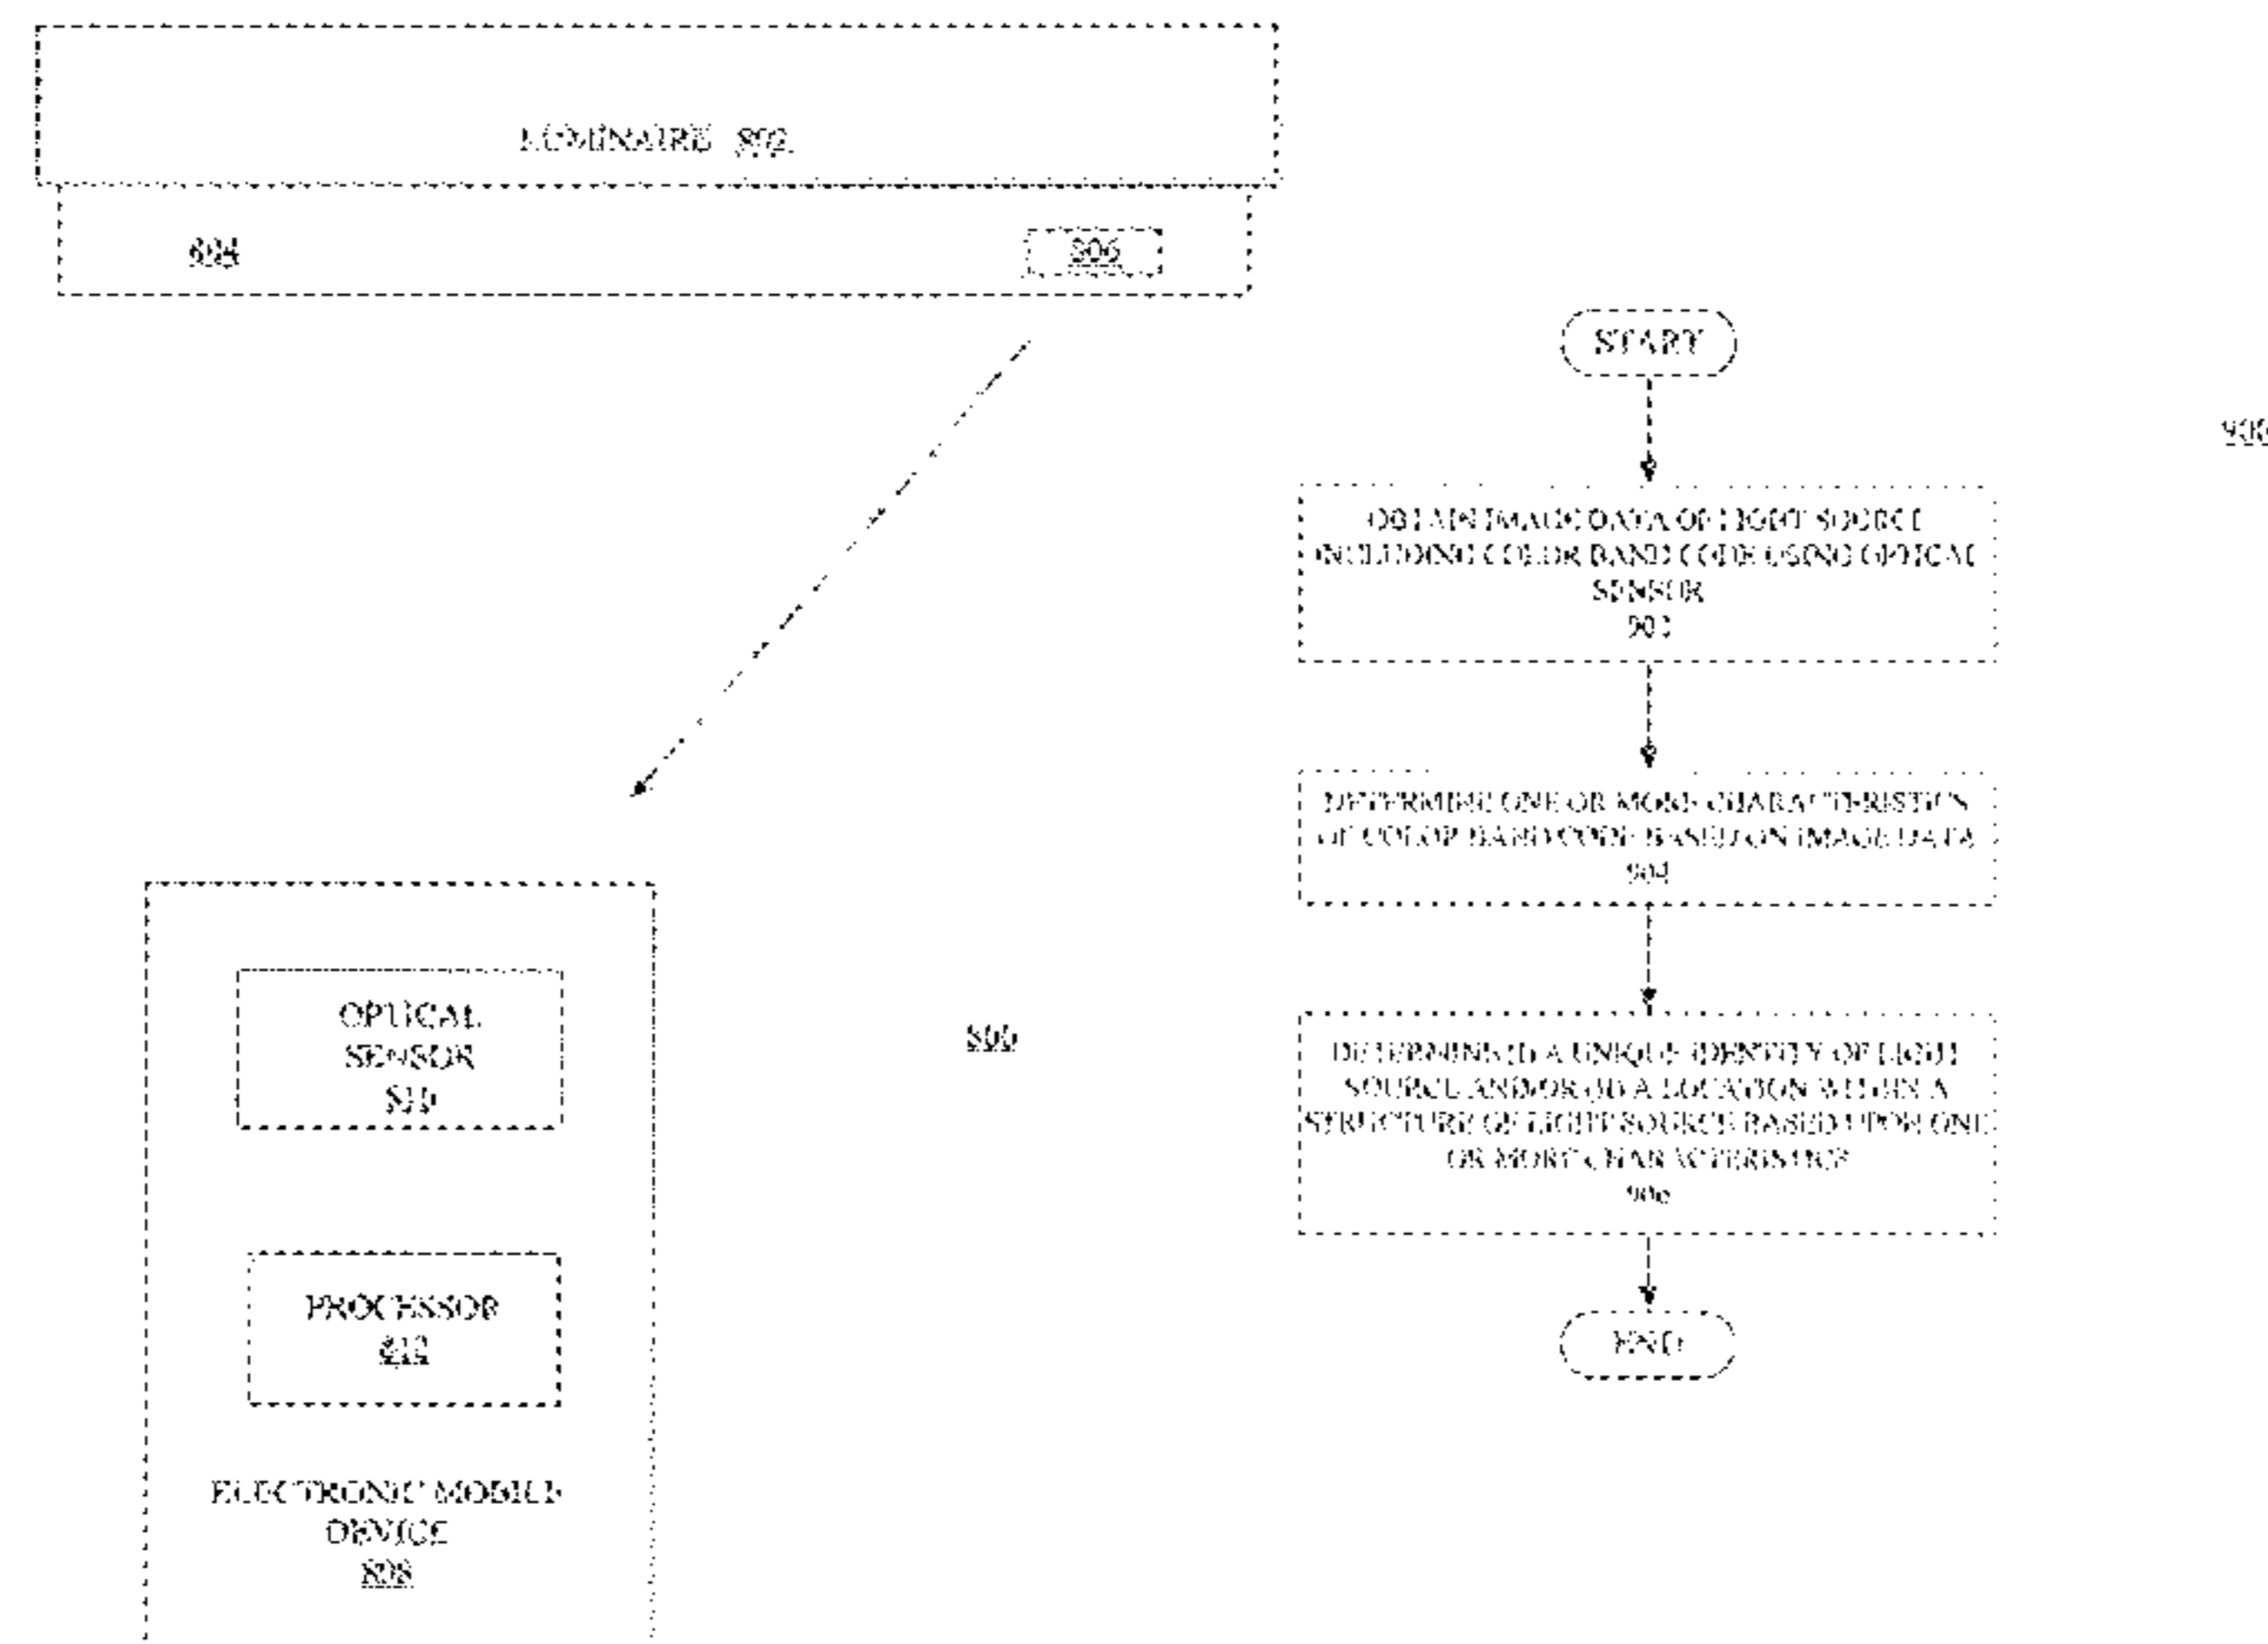 LUMINAIRE 802
804
806
OPTICAL
SENSOR
810
PROCESSOR
812
ELECTRONIC MOBILE
DEVICE
808
800
START
900
OBTAIN IMAGE DATA OF LIGHT SOURCE
INCLUDING COLOR BAND CODE USING OPTICAL
SENSOR
902
DETERMINE ONE OR MORE CHARACTERISTICS
OF COLOR BAND CODE BASED ON IMAGE DATA
904
DETERMINE (I) A UNIQUE IDENTITY OF LIGHT
SOURCE AND/OR (II) A LOCATION WITHIN A
STRUCTURE OF LIGHT SOURCE BASED UPON ONE
OR MORE CHARACTERISTICS
906
END